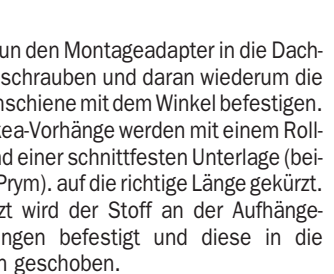 un den Montageadapter in die Dach-
schrauben und daran wiederum die
nschiene mit dem Winkel befestigen.
ea-Vorhänge werden mit einem Roll-
d einer schnittfesten Unterlage (bei-
Prym). auf die richtige Länge gekürzt.
zt wird der Stoff an der Aufhänge-
ngen befestigt und diese in die
n geschoben.